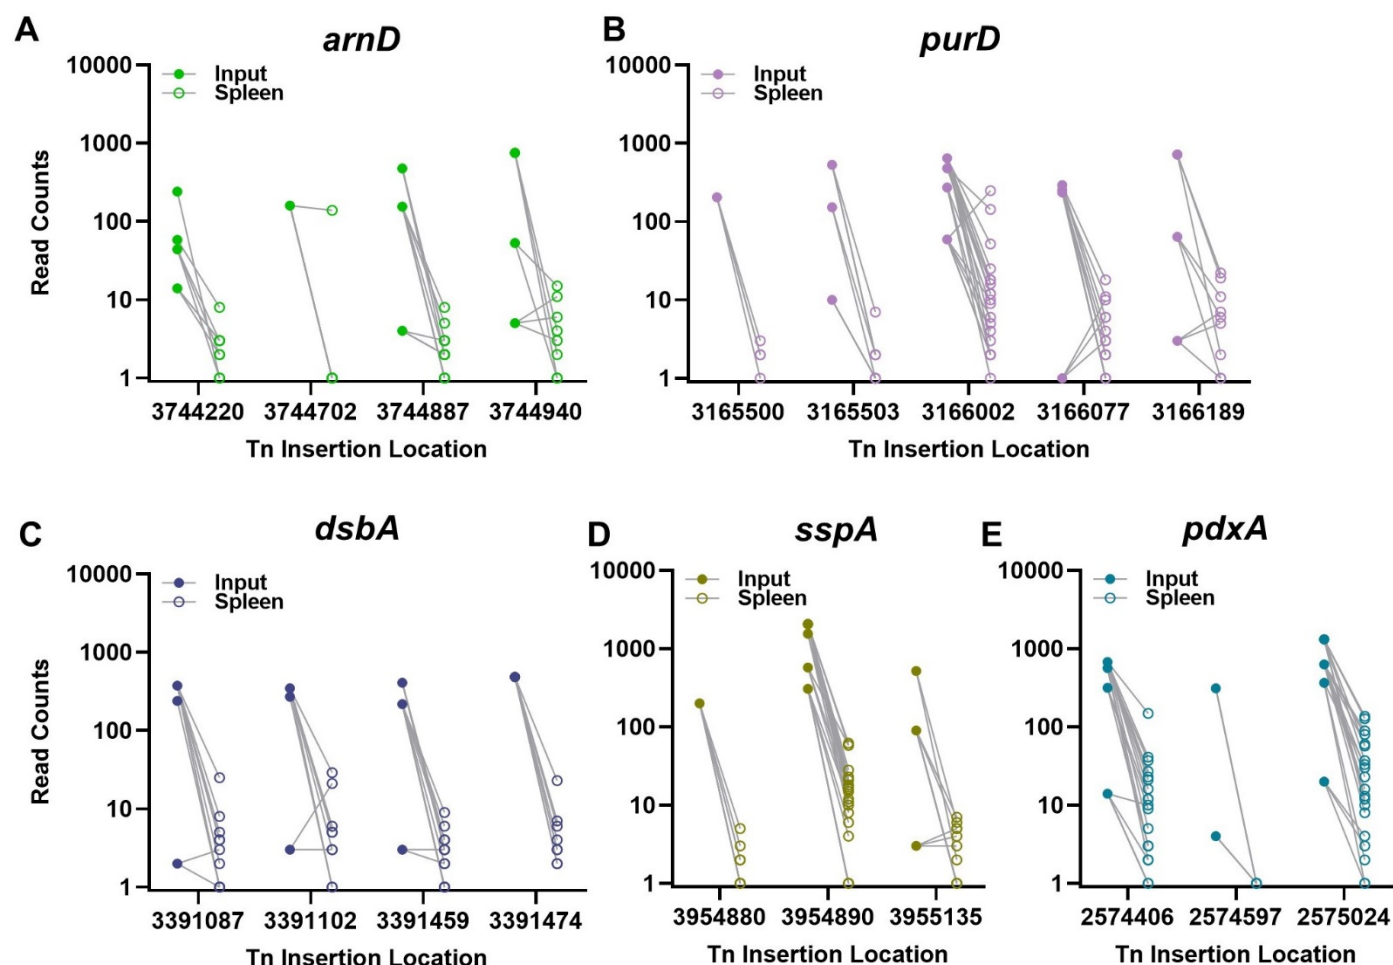 A
arnD
10000
1000
100
10
1
Read Counts
Input
Spleen
3744220 3744702 3744887 3744940
Tn Insertion Location
B
purD
10000
1000
100
10
1
Input
Spleen
3165500 3165503 3166002 3166077 3166189
Tn Insertion Location
C
dsbA
10000
1000
100
10
1
Read Counts
Input
Spleen
3391087 3391102 3391459 3391474
Tn Insertion Location
D
sspA
10000
1000
100
10
1
Input
Spleen
3954880 3954890 3955135
Tn Insertion Location
E
pdxA
10000
1000
100
10
1
Input
Spleen
2574406 2574597 2575024
Tn Insertion Location